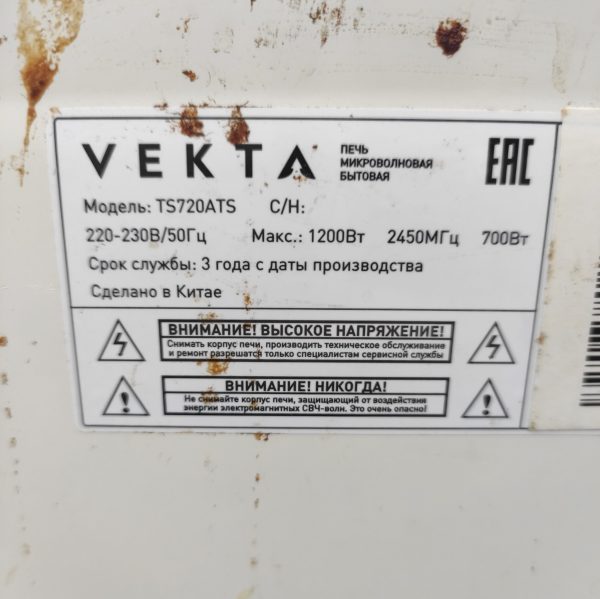 VEKTA
ПЕЧЬ
МИКРОВОЛНОВАЯ
БЫТОВАЯ
EAC
Модель: TS720ATS С/Н:
220-230В/50Гц Макс.: 1200Вт 2450МГц 700Вт
Срок службы: 3 года с даты производства
Сделано в Китае
ВНИМАНИЕ! ВЫСОКОЕ НАПРЯЖЕНИЕ!
Снимать корпус печи, производить техническое обслуживание
и ремонт разрешатся только специалистам сервисной службы
ВНИМАНИЕ! НИКОГДА!
Не снимайте корпус печи, защищающий от воздействия
энергии электромагнитных СВЧ-волн. Это очень опасно!